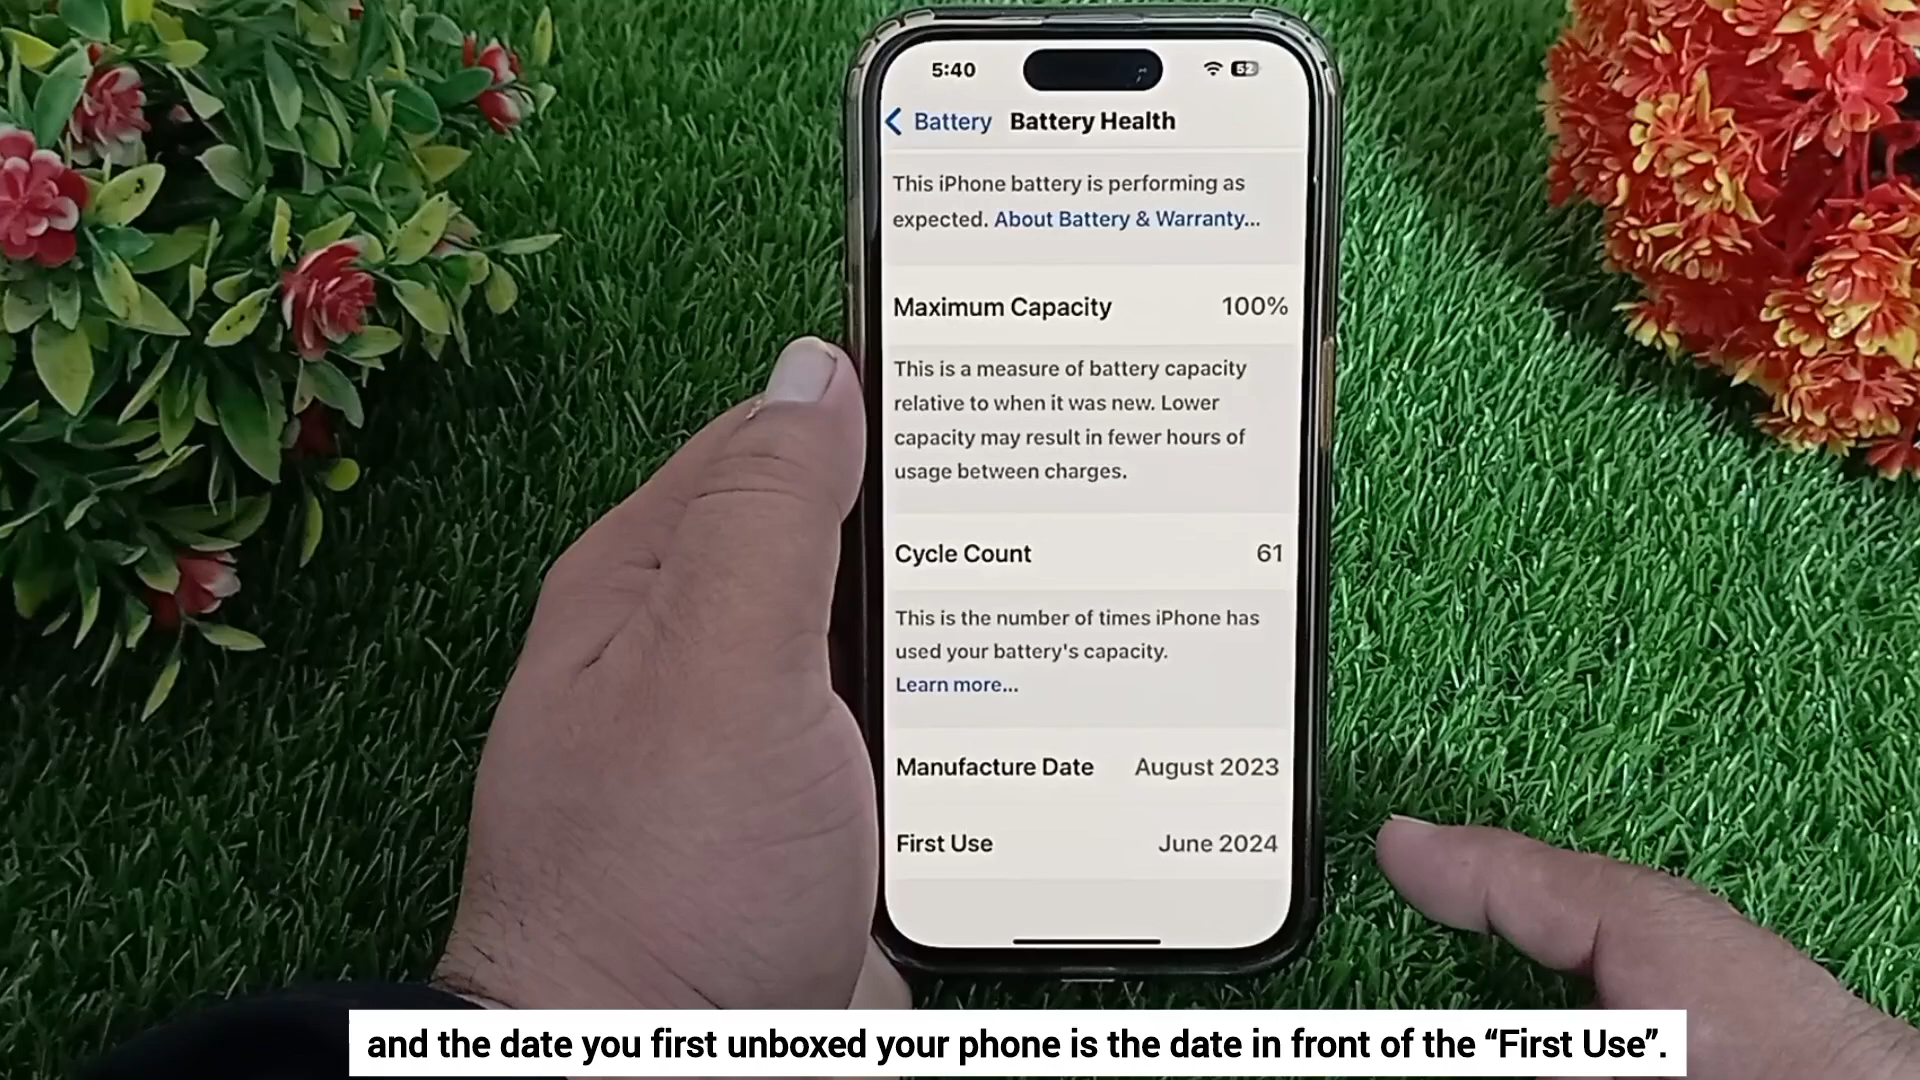 5:40
62
Battery
Battery Health
This iPhone battery is performing as
expected. About Battery & Warranty...
Maximum Capacity 100%
This is a measure of battery capacity
relative to when it was new. Lower
capacity may result in fewer hours of
usage between charges.
Cycle Count 61
This is the number of times iPhone has
used your battery's capacity.
Learn more...
Manufacture Date August 2023
First Use June 2024
and the date you first unboxed your phone is the date in front of the “First Use”.